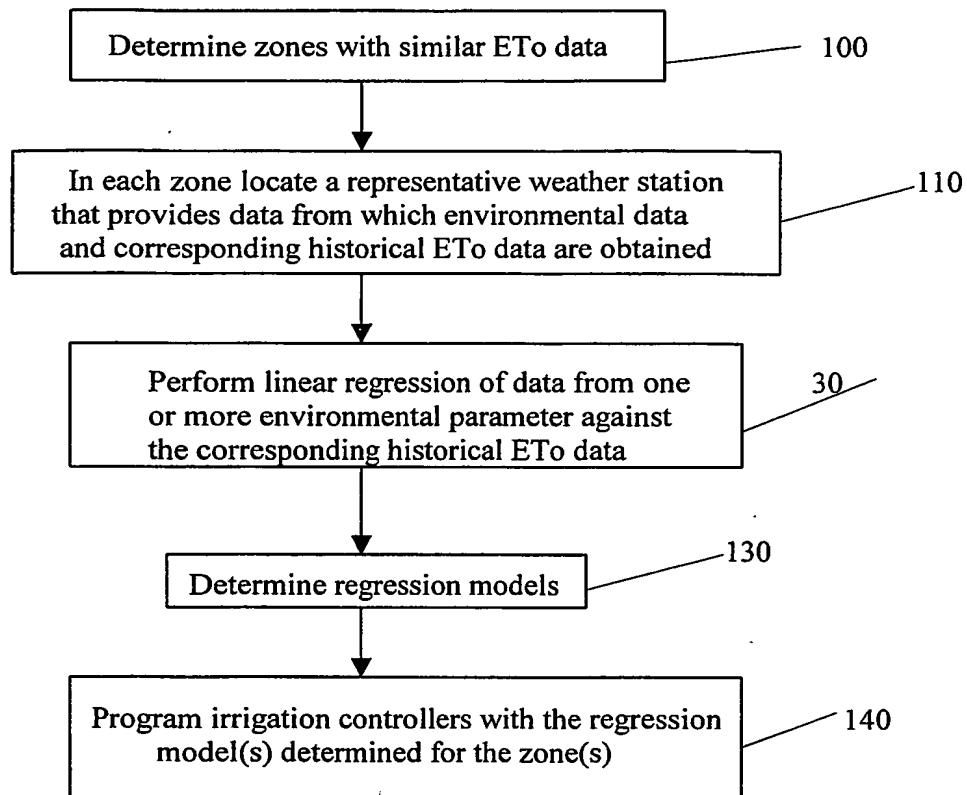 Determine zones with similar ETo data
100
In each zone locate a representative weather station
that provides data from which environmental data
and corresponding historical ETo data are obtained
110
Perform linear regression of data from one
or more environmental parameter against
the corresponding historical ETo data
30
Determine regression models
130
Program irrigation controllers with the regression
model(s) determined for the zone(s)
140